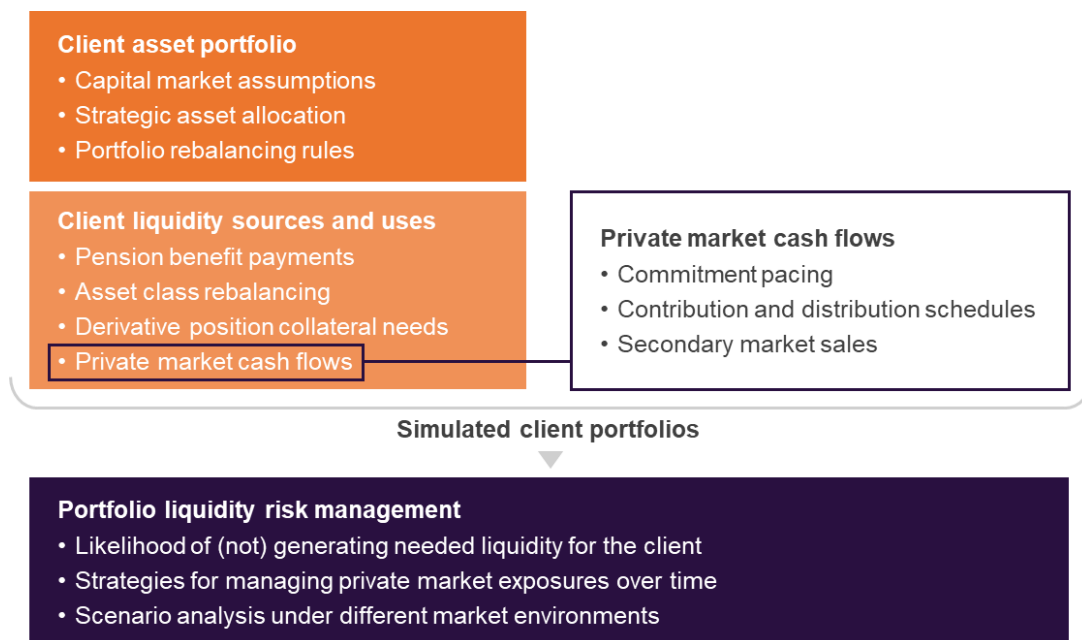 Client asset portfolio
• Capital market assumptions
• Strategic asset allocation
• Portfolio rebalancing rules
Client liquidity sources and uses
• Pension benefit payments
• Asset class rebalancing
• Derivative position collateral needs
• Private market cash flows
Private market cash flows
• Commitment pacing
• Contribution and distribution schedules
• Secondary market sales
Simulated client portfolios
Portfolio liquidity risk management
• Likelihood of (not) generating needed liquidity for the client
• Strategies for managing private market exposures over time
• Scenario analysis under different market environments